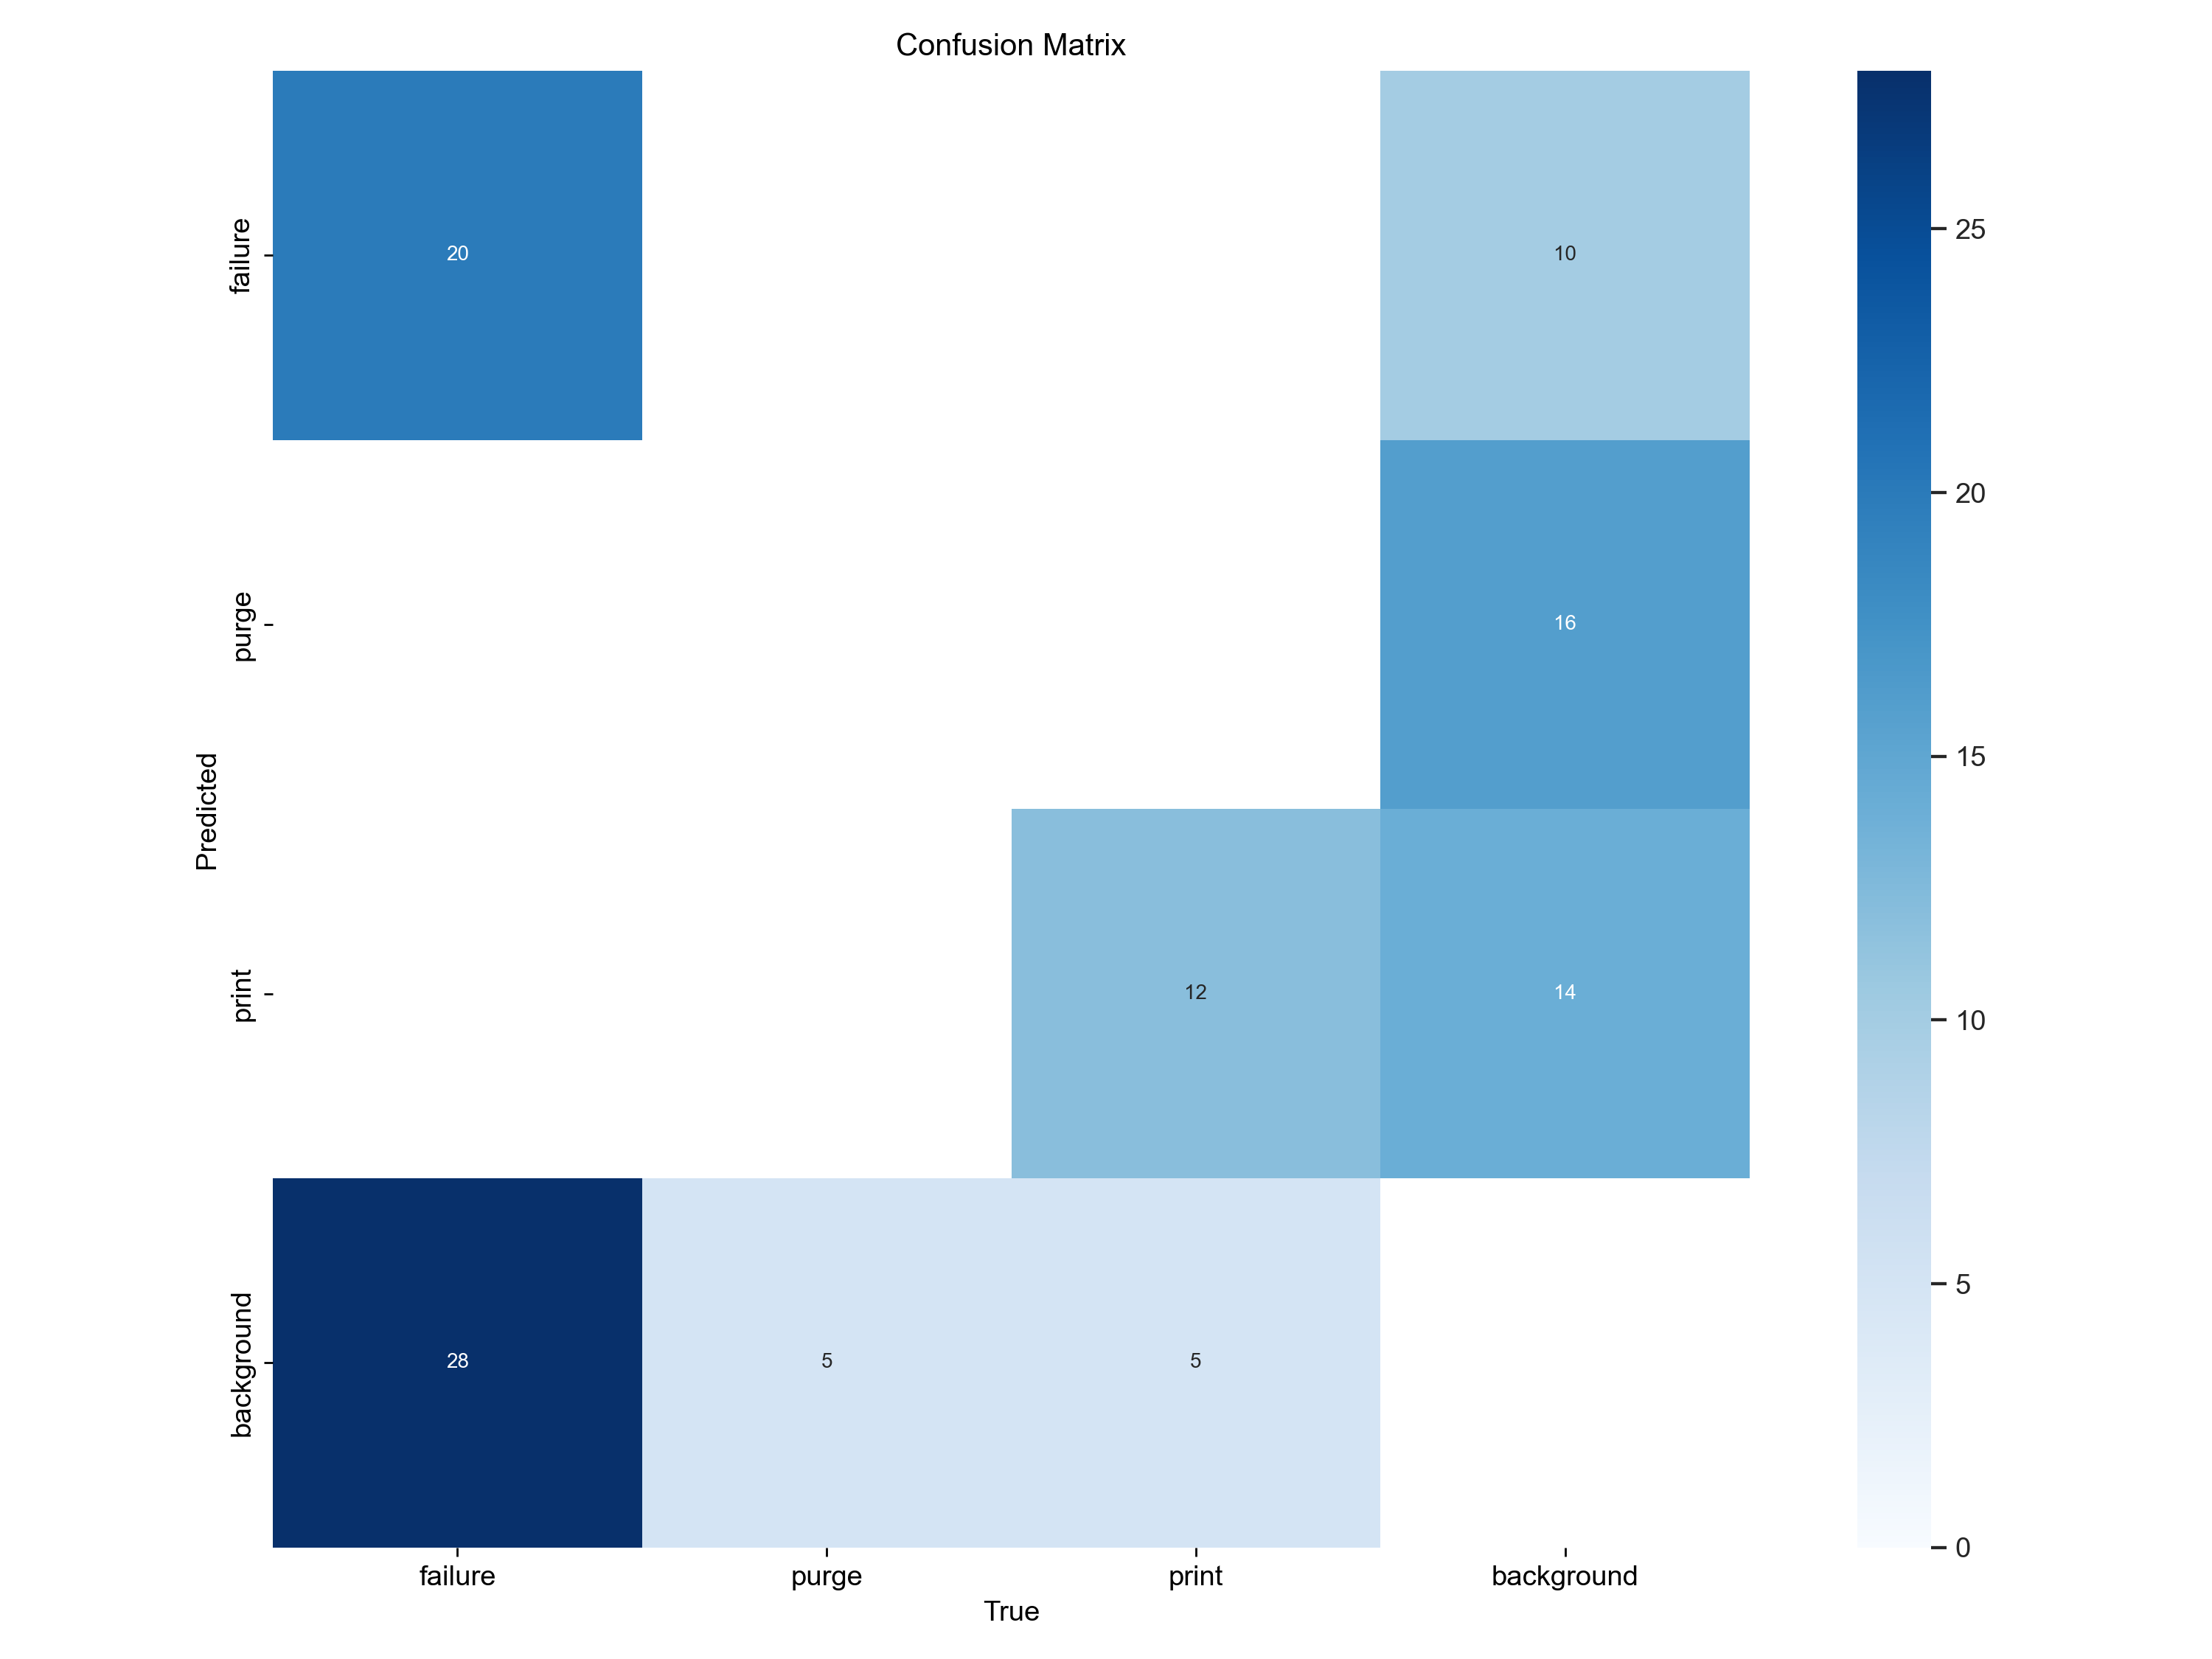 Confusion Matrix
failure
20
10
25
20
purge
16
Predicted
15
print
12
14
10
background
28
5
5
5
0
failure
purge
print
background
True